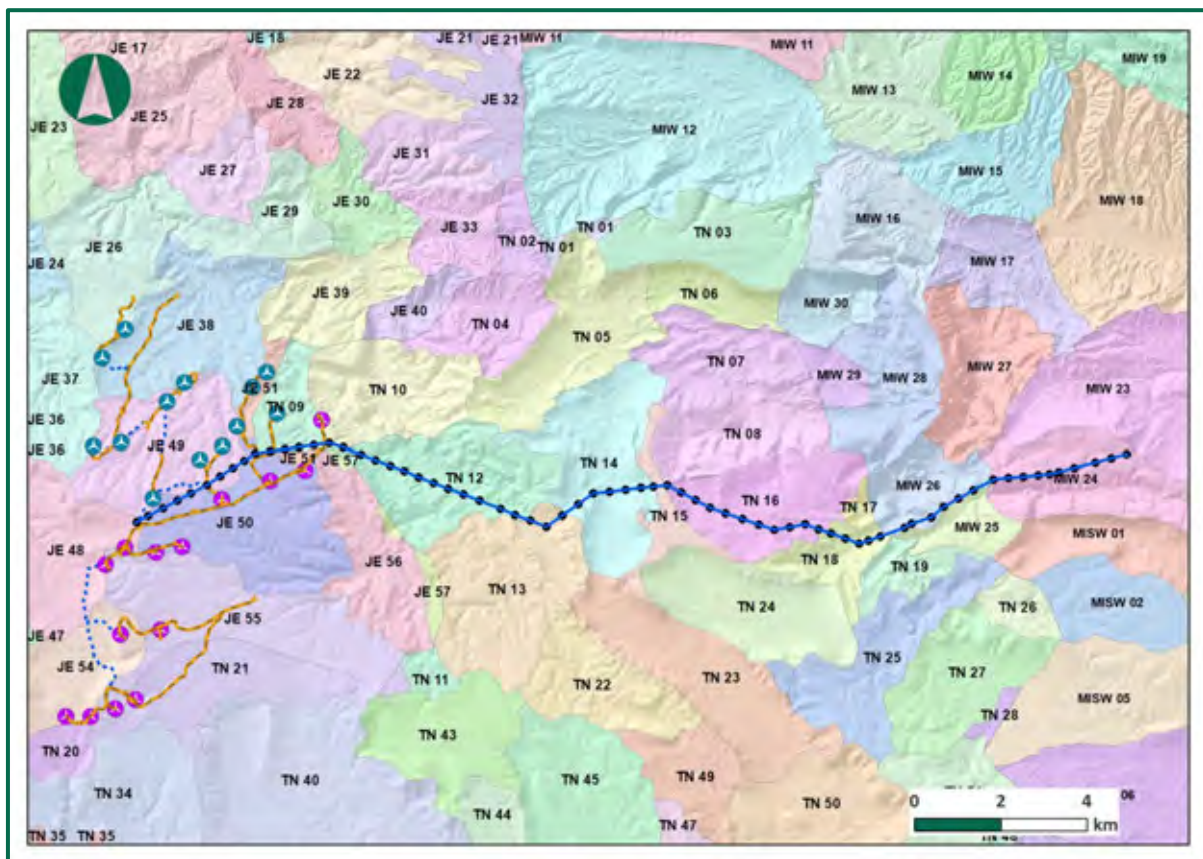 JE 17
JE 18
JE 21
JE 21
MIW 11
MIW 11
MIW 19
JE 22
JE 25
JE 28
JE 32
MIW 13
MIW 14
JE 23
MIW 12
JE 31
JE 27
MIW 15
JE 29
JE 30
MIW 18
MIW 16
JE 33
TN 02
TN 01
TN 01
TN 03
JE 26
JE 24
MIW 17
JE 39
TN 06
MIW 30
JE 38
JE 40
TN 04
TN 05
TN 07
MIW 29
MIW 28
MIW 27
MIW 23
JE 37
JE 51
TN 10
TN 09
JE 36
JE 36
JE 49
TN 08
JE 51
JE 57
TN 12
TN 14
MIW 26
MIW 24
TN 15
TN 16
TN 17
JE 50
MIW 25
MISW 01
JE 48
JE 56
TN 13
TN 18
TN 19
JE 57
TN 24
TN 26
MISW 02
JE 55
JE 47
JE 54
TN 21
TN 25
TN 11
TN 22
TN 23
TN 27
MISW 05
TN 28
TN 43
TN 20
TN 34
TN 40
TN 45
TN 49
TN 50
TN 44
TN 47
TN 35
TN 35
06
0 2 4
km